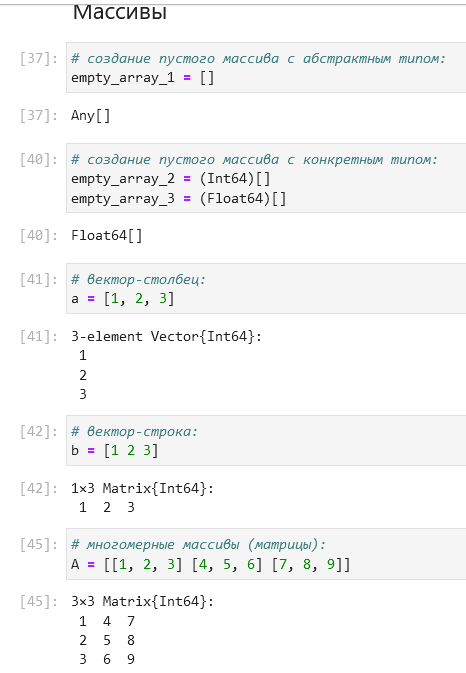 Массивы
[37]: # создание пустого массива с абстрактным типом:
empty_array_1 = []
[37]: Any[]
[40]: # создание пустого массива с конкретным типом:
empty_array_2 = (Int64)[]
empty_array_3 = (Float64)[]
[40]: Float64[]
[41]: # вектор-столбец:
a = [1, 2, 3]
[41]: 3-element Vector{Int64}:
1
2
3
[42]: # вектор-строка:
b = [1 2 3]
[42]: 1×3 Matrix{Int64}:
1 2 3
[45]: # многомерные массивы (матрицы):
A = [[1, 2, 3] [4, 5, 6] [7, 8, 9]]
[45]: 3×3 Matrix{Int64}:
1 4 7
2 5 8
3 6 9